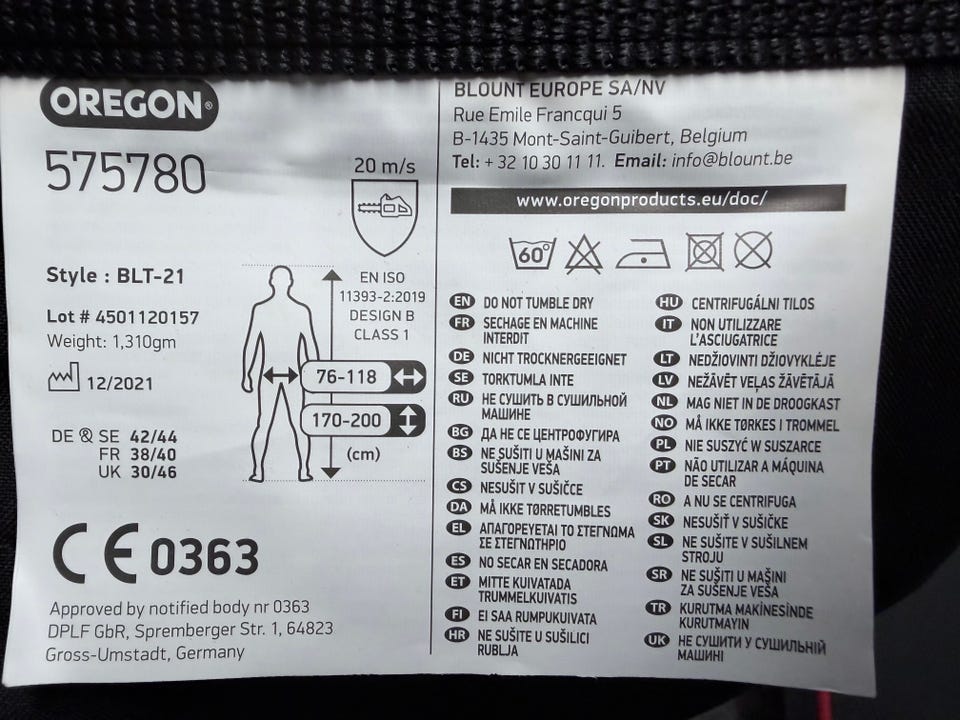 OREGON®
575780
20 m/s
Style : BLT-21
Lot # 4501120157
Weight: 1,310gm
12/2021
EN ISO
11393-2:2019
DESIGN B
CLASS 1
76-118
170-200
(cm)
DE & SE 42/44
FR 38/40
UK 30/46
CE 0363
Approved by notified body nr 0363
DPLF GbR, Spremberger Str. 1, 64823
Gross-Umstadt, Germany
BLOUNT EUROPE SA/NV
Rue Emile Francqui 5
B-1435 Mont-Saint-Guibert, Belgium
Tel: + 32 10 30 11 11. Email: info@blount.be
www.oregonproducts.eu/doc/
60°
EN DO NOT TUMBLE DRY
FR SECHAGE EN MACHINE
INTERDIT
DE NICHT TROCKNERGEEIGNET
SE TORKTUMLA INTE
RU НЕ СУШИТЬ В СУШИЛЬНОЙ
МАШИНЕ
BG ДА НЕ СЕ ЦЕНТРОФУГИРА
BS NE SUŠITI U MAŠINI ZA
SUŠENJE VEŠA
CS NESUŠIT V SUŠIČCE
DA MÅ IKKE TØRRETUMBLES
EL ΑΠΑΓΟΡΕΥΕΤΑΙ ΤΟ ΣΤΕΓΝΩΜΑ
ΣΕ ΣΤΕΓΝΩΤΗΡΙΟ
ES NO SECAR EN SECADORA
ET MITTE KUIVATADA
TRUMMELKUIVATIS
FI EI SAA RUMPUKUIVATA
HR NE SUŠITE U SUŠILICI
RUBLJA
HU CENTRIFUGÁLNI TILOS
IT NON UTILIZZARE
L'ASCIUGATRICE
LT NEDŽIOVINTI DŽIOVYKLĖJE
LV NEŽĀVĒT VEĻAS ŽĀVĒTĀJĀ
NL MAG NIET IN DE DROOGKAST
NO MÅ IKKE TØRKES I TROMMEL
PL NIE SUSZYĆ W SUSZARCE
PT NÃO UTILIZAR A MÁQUINA
DE SECAR
RO A NU SE CENTRIFUGA
SK NESUŠIŤ V SUŠIČKE
SL NE SUŠITE V SUŠILNEM
STROJU
SR NE SUŠITI U MAŠINI
ZA SUŠENJE VEŠA
TR KURUTMA MAKİNESİNDE
KURUTMAYIN
UK НЕ СУШИТИ У СУШИЛЬНІЙ
МАШИНІ